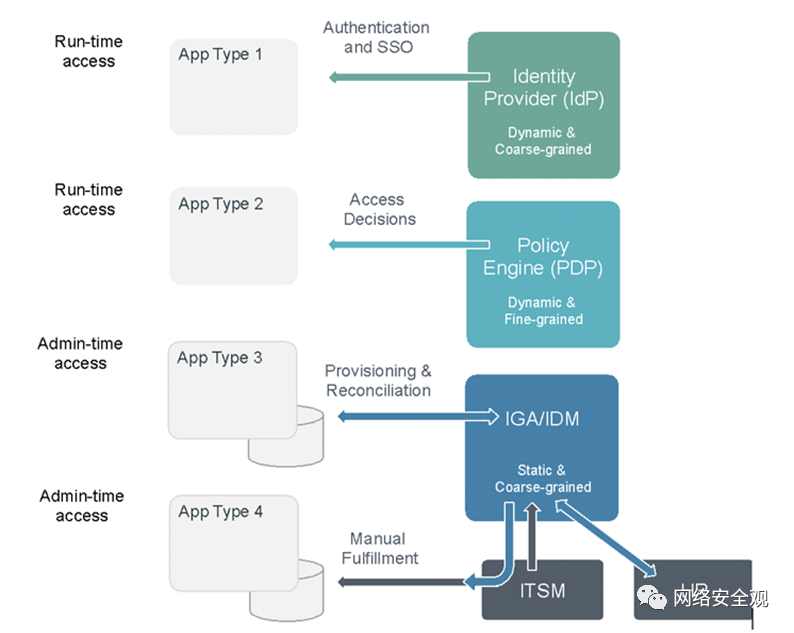 Run-time
access
App Type 1
Authentication
and SSO
Identity
Provider (IdP)
Dynamic &
Coarse-grained
Run-time
access
App Type 2
Access
Decisions
Policy
Engine (PDP)
Dynamic &
Fine-grained
Admin-time
access
App Type 3
Provisioning &
Reconciliation
IGA/IDM
Static &
Coarse-grained
Admin-time
access
App Type 4
Manual
Fulfillment
ITSM
网络安全观